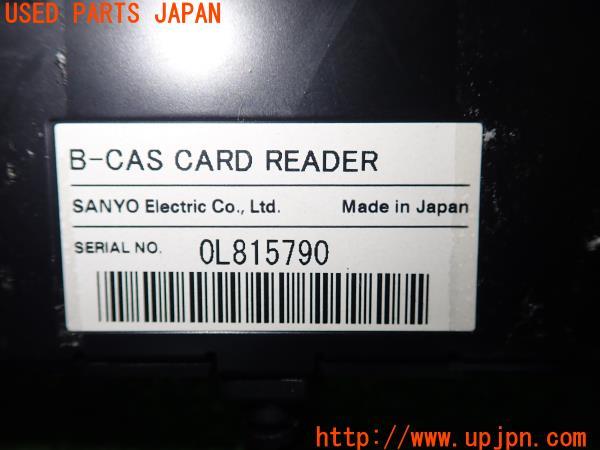 USED PARTS JAPAN
B-CAS CARD READER
SANYO Electric Co., Ltd. Made in Japan
SERIAL NO. 0L815790
http://www.upjpn.com